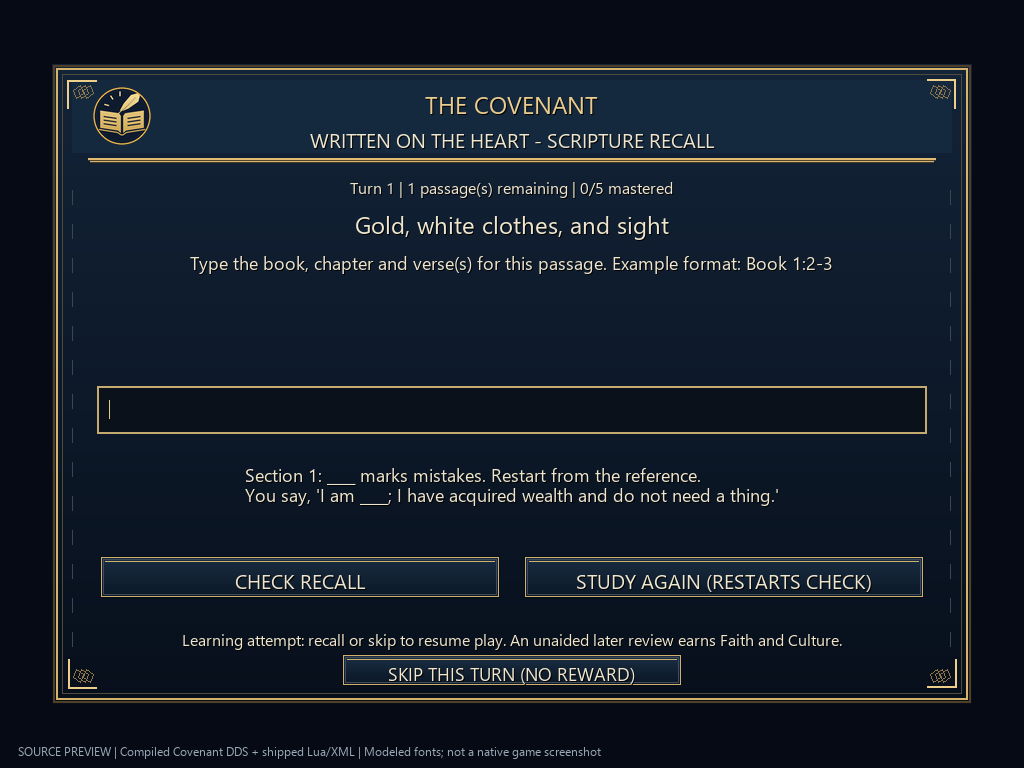 THE COVENANT
WRITTEN ON THE HEART - SCRIPTURE RECALL
Turn 1 | 1 passage(s) remaining | 0/5 mastered
Gold, white clothes, and sight
Type the book, chapter and verse(s) for this passage. Example format: Book 1:2-3
Section 1: ___ marks mistakes. Restart from the reference.
You say, 'I am ___; I have acquired wealth and do not need a thing.'
CHECK RECALL
STUDY AGAIN (RESTARTS CHECK)
Learning attempt: recall or skip to resume play. An unaided later review earns Faith and Culture.
SKIP THIS TURN (NO REWARD)
SOURCE PREVIEW | Compiled Covenant DDS + shipped Lua/XML | Modeled fonts; not a native game screenshot